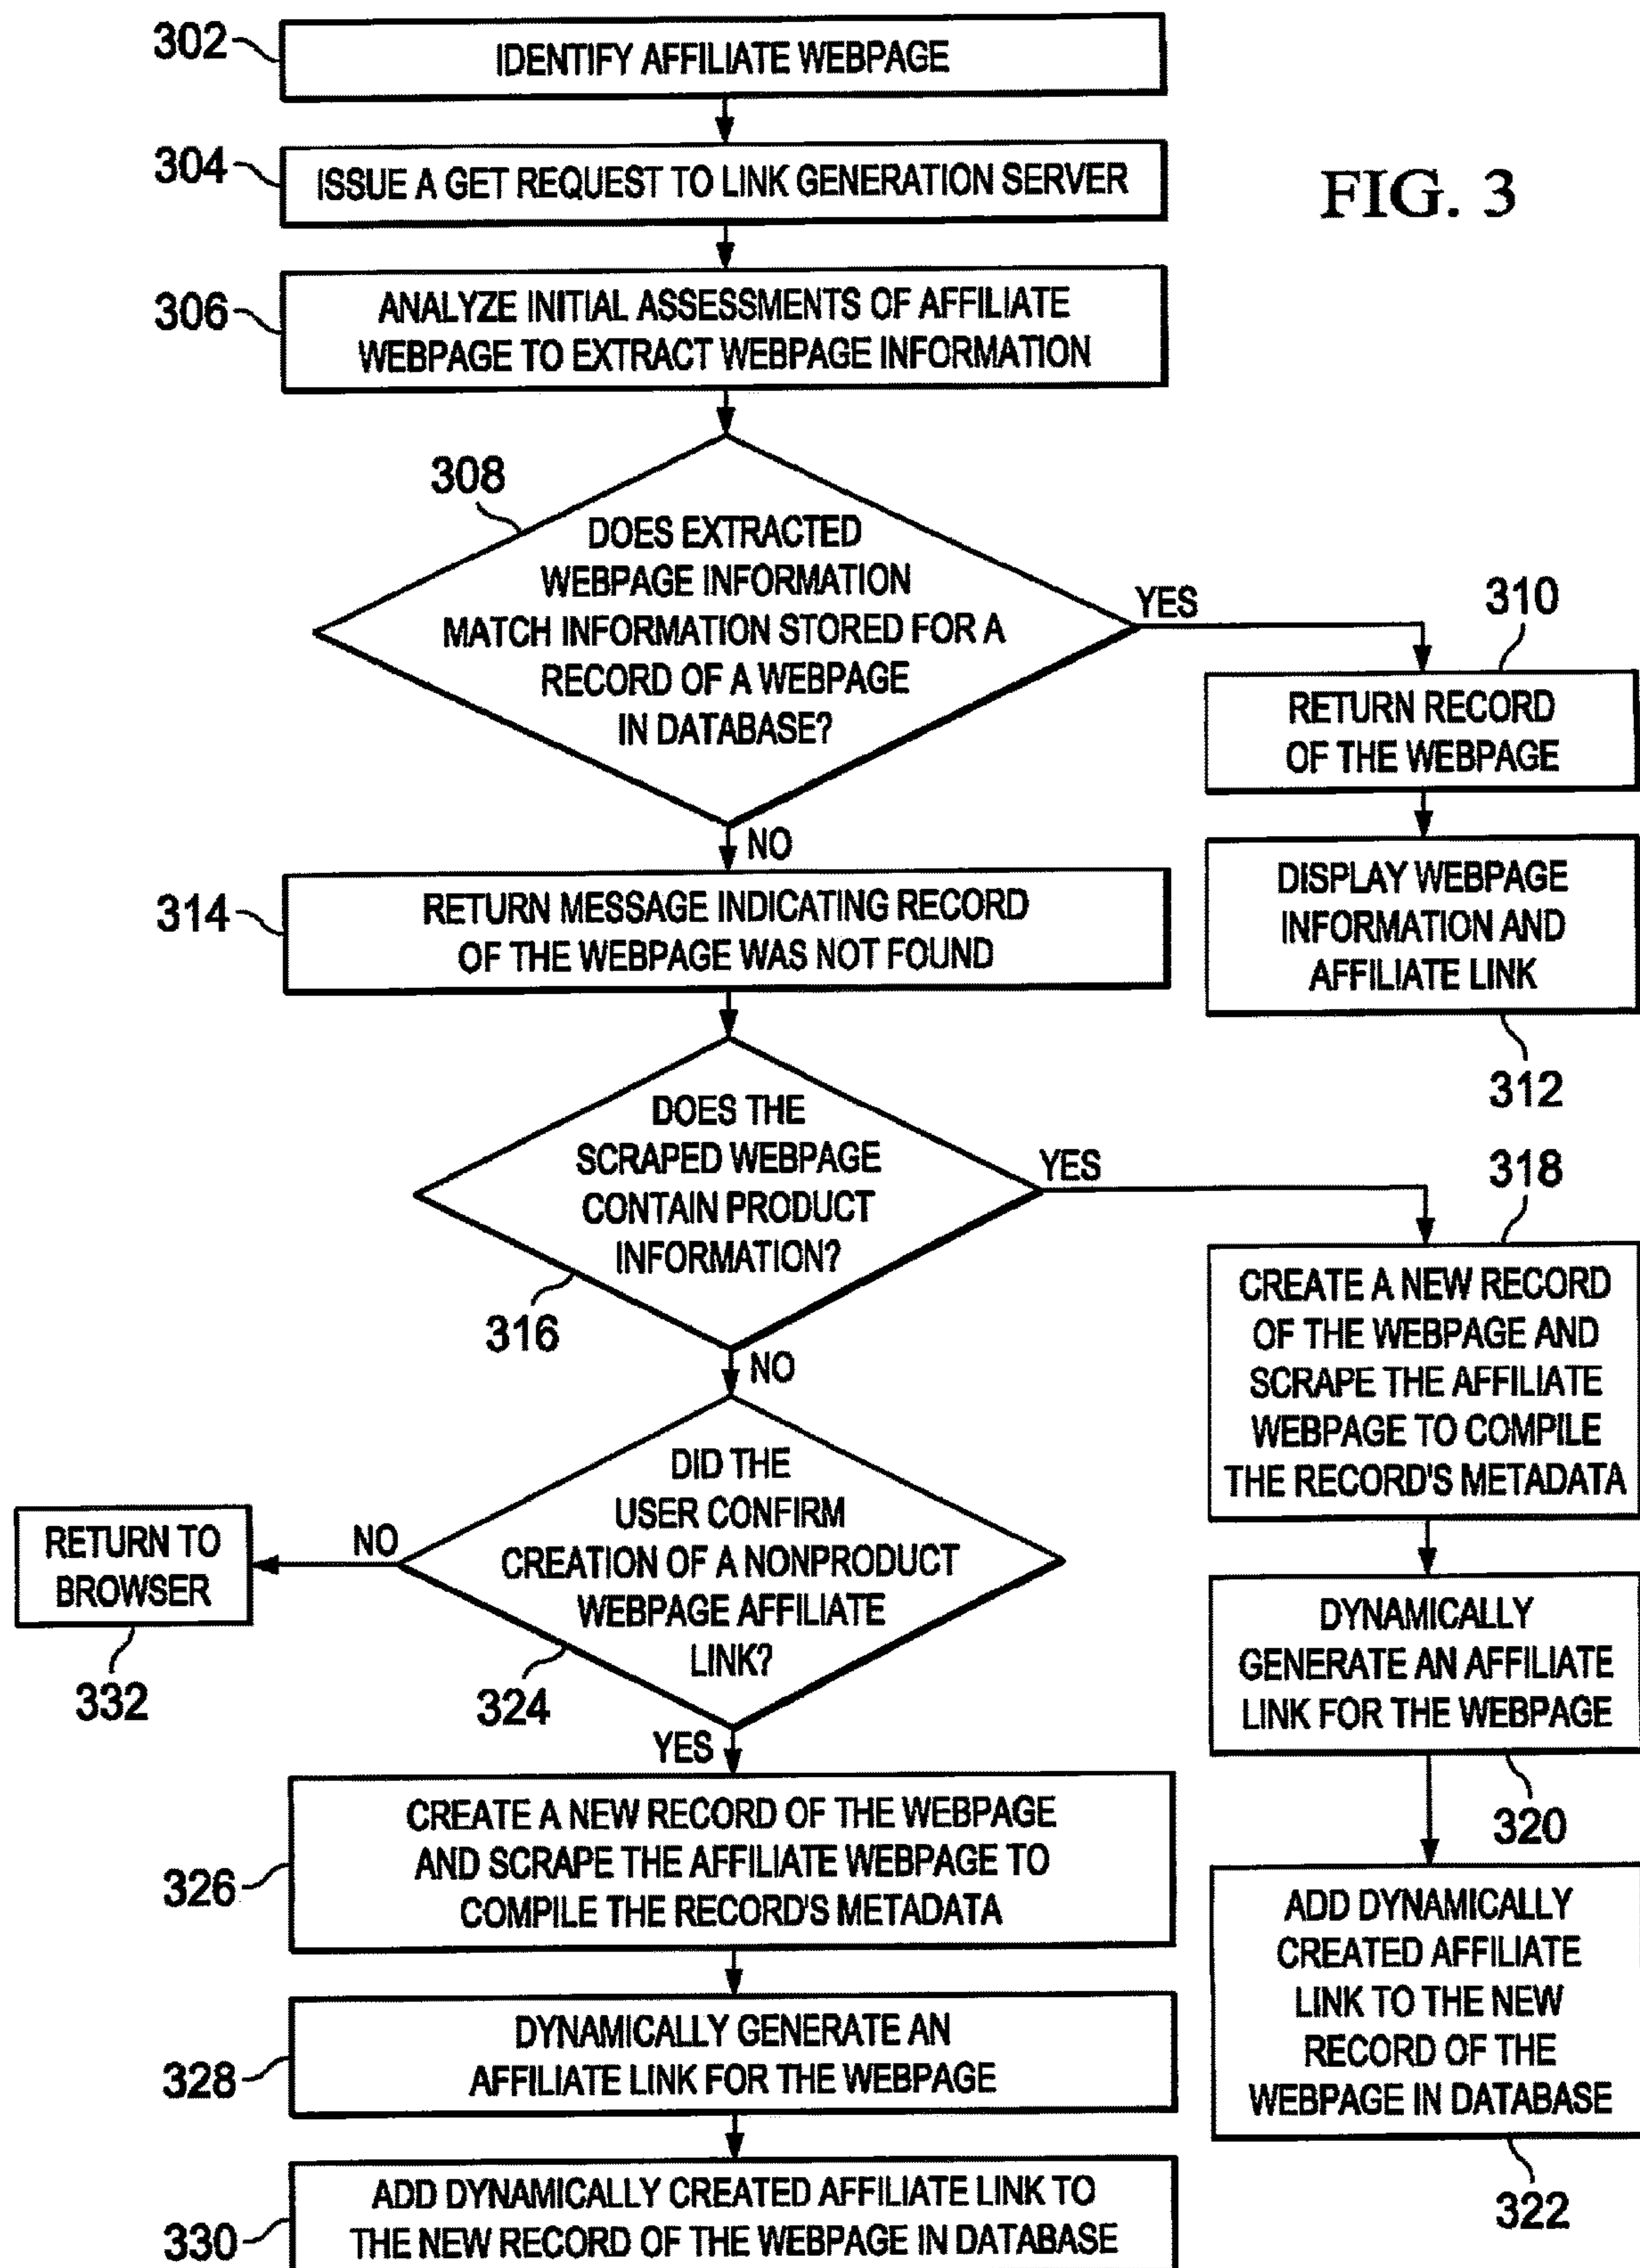 302
IDENTIFY AFFILIATE WEBPAGE
304
ISSUE A GET REQUEST TO LINK GENERATION SERVER
FIG. 3
306
ANALYZE INITIAL ASSESSMENTS OF AFFILIATE
WEBPAGE TO EXTRACT WEBPAGE INFORMATION
308
DOES EXTRACTED
WEBPAGE INFORMATION
MATCH INFORMATION STORED FOR A
RECORD OF A WEBPAGE
IN DATABASE?
YES
310
RETURN RECORD
OF THE WEBPAGE
DISPLAY WEBPAGE
INFORMATION AND
AFFILIATE LINK
312
NO
314
RETURN MESSAGE INDICATING RECORD
OF THE WEBPAGE WAS NOT FOUND
DOES THE
SCRAPED WEBPAGE
CONTAIN PRODUCT
INFORMATION?
316
YES
318
CREATE A NEW RECORD
OF THE WEBPAGE AND
SCRAPE THE AFFILIATE
WEBPAGE TO COMPILE
THE RECORD'S METADATA
DYNAMICALLY
GENERATE AN AFFILIATE
LINK FOR THE WEBPAGE
320
ADD DYNAMICALLY
CREATED AFFILIATE
LINK TO THE NEW
RECORD OF THE
WEBPAGE IN DATABASE
322
NO
DID THE
USER CONFIRM
CREATION OF A NONPRODUCT
WEBPAGE AFFILIATE
LINK?
324
NO
RETURN TO
BROWSER
332
YES
326
CREATE A NEW RECORD OF THE WEBPAGE
AND SCRAPE THE AFFILIATE WEBPAGE TO
COMPILE THE RECORD'S METADATA
328
DYNAMICALLY GENERATE AN
AFFILIATE LINK FOR THE WEBPAGE
330
ADD DYNAMICALLY CREATED AFFILIATE LINK TO
THE NEW RECORD OF THE WEBPAGE IN DATABASE